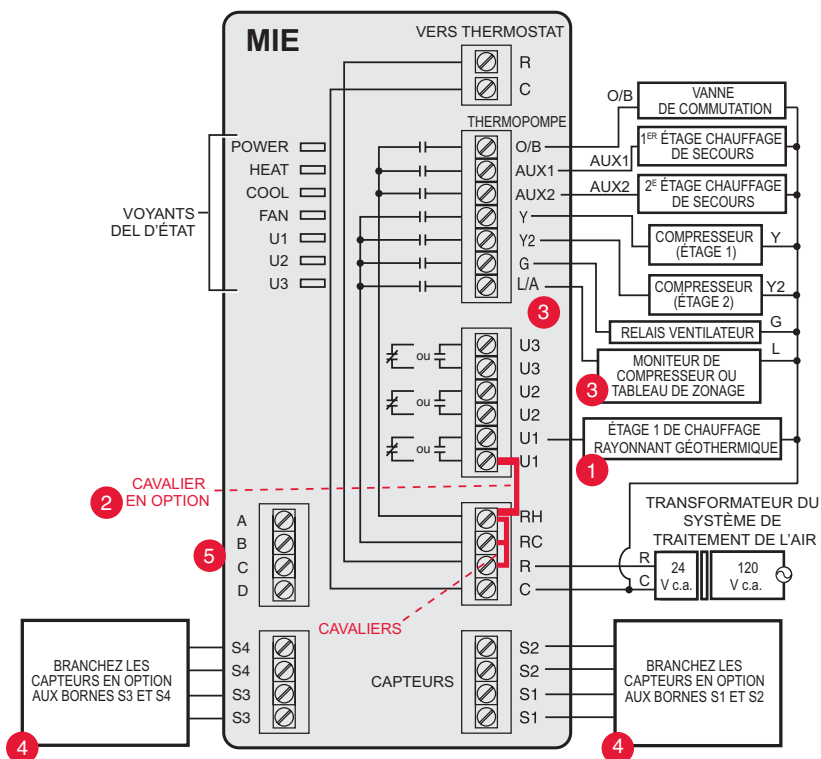 MIE
VERS THERMOSTAT
R
C
THERMOPOMPE
O/B
AUX1
AUX2
Y
Y2
G
L/A
3
VOYANTS
DEL D'ÉTAT
POWER
HEAT
COOL
FAN
U1
U2
U3
O/B
VANNE
DE COMMUTATION
AUX1
1ER ÉTAGE CHAUFFAGE
DE SECOURS
AUX2
2E ÉTAGE CHAUFFAGE
DE SECOURS
COMPRESSEUR
(ÉTAGE 1)
Y
COMPRESSEUR
(ÉTAGE 2)
Y2
RELAIS VENTILATEUR
G
MONITEUR DE
COMPRESSEUR OU
TABLEAU DE ZONAGE
L
3
ou
ou
ou
U3
U3
U2
U2
U1
U1
ÉTAGE 1 DE CHAUFFAGE
RAYONNANT GÉOTHERMIQUE
1
2
CAVALIER
EN OPTION
RH
RC
R
C
CAVALIERS
TRANSFORMATEUR DU
SYSTÈME DE
TRAITEMENT DE L'AIR
R
C
24
V c.a.
120
V c.a.
5
A
B
C
D
BRANCHEZ LES
CAPTEURS EN OPTION
AUX BORNES S3 ET S4
4
S4
S4
S3
S3
CAPTEURS
S2
S2
S1
S1
BRANCHEZ LES
CAPTEURS EN OPTION
AUX BORNES S1 ET S2
4